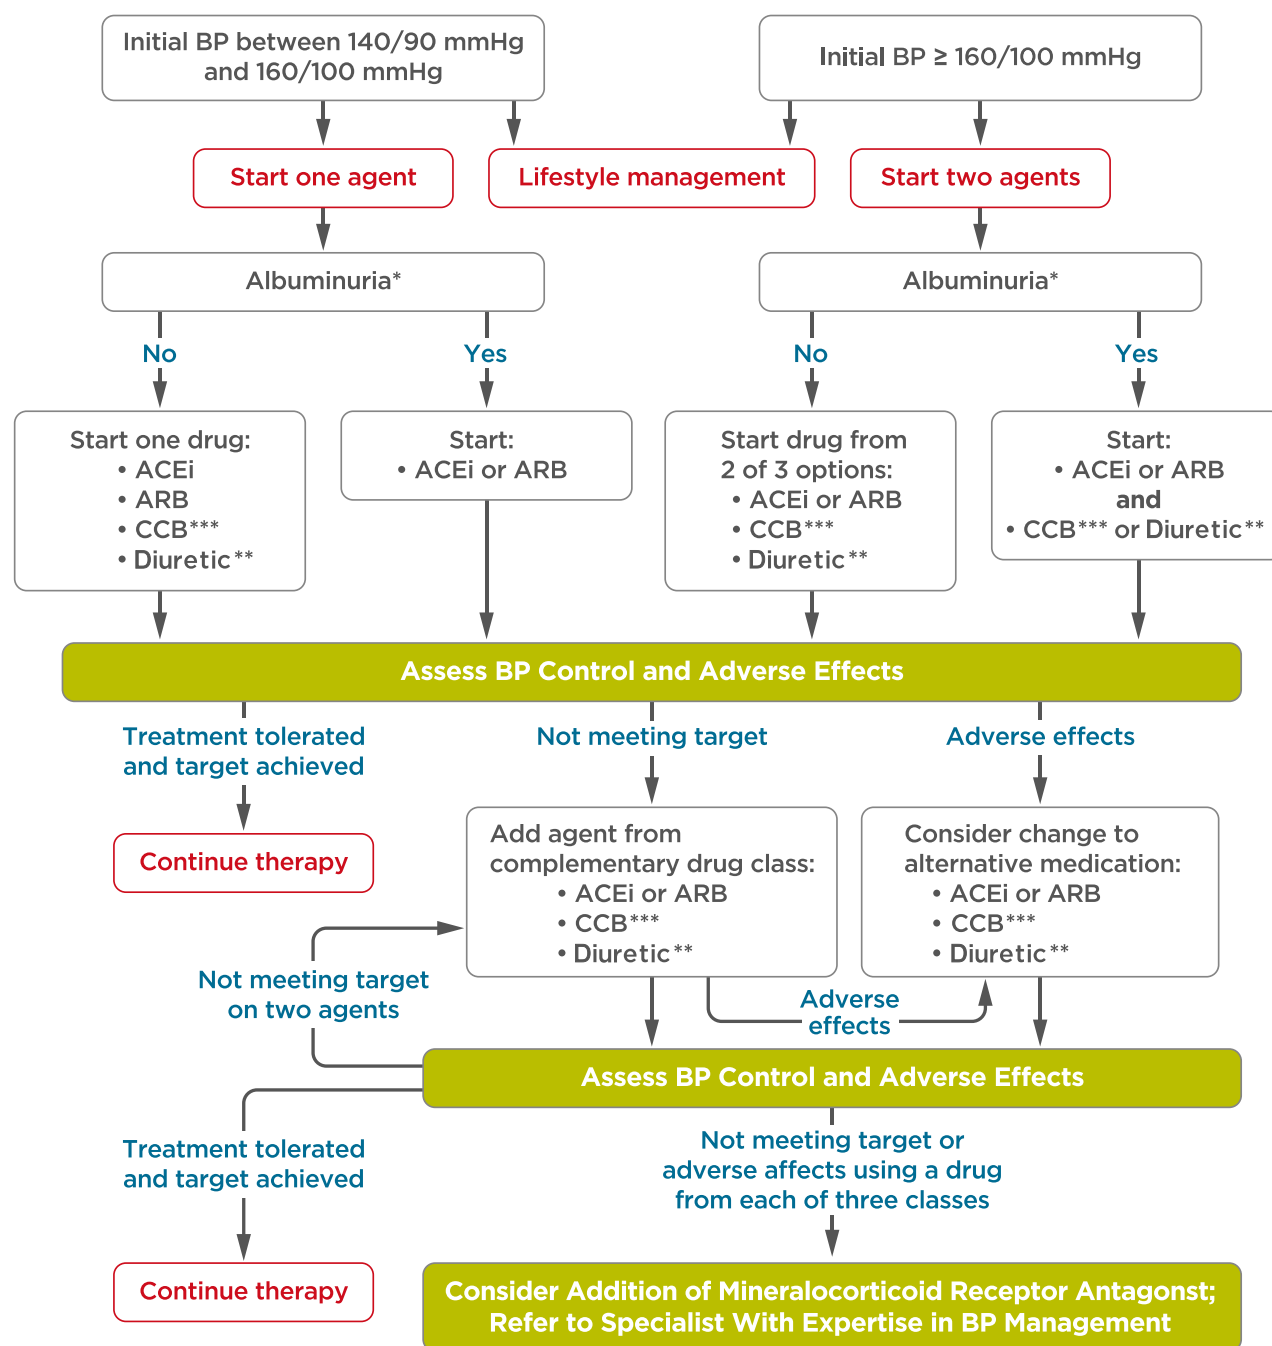 Initial BP between 140/90 mmHg
and 160/100 mmHg
Initial BP ≥ 160/100 mmHg
Start one agent
Lifestyle management
Start two agents
Albuminuria*
Albuminuria*
No
Yes
No
Yes
Start one drug:
• ACEi
• ARB
• CCB***
• Diuretic**
Start:
• ACEi or ARB
Start drug from
2 of 3 options:
• ACEi or ARB
• CCB***
• Diuretic**
Start:
• ACEi or ARB
and
• CCB*** or Diuretic**
Assess BP Control and Adverse Effects
Treatment tolerated
and target achieved
Not meeting target
Adverse effects
Continue therapy
Add agent from
complementary drug class:
• ACEi or ARB
• CCB***
• Diuretic**
Consider change to
alternative medication:
• ACEi or ARB
• CCB***
• Diuretic**
Not meeting target
on two agents
Adverse
effects
Assess BP Control and Adverse Effects
Treatment tolerated
and target achieved
Not meeting target or
adverse affects using a drug
from each of three classes
Continue therapy
Consider Addition of Mineralocorticoid Receptor Antagonst;
Refer to Specialist With Expertise in BP Management